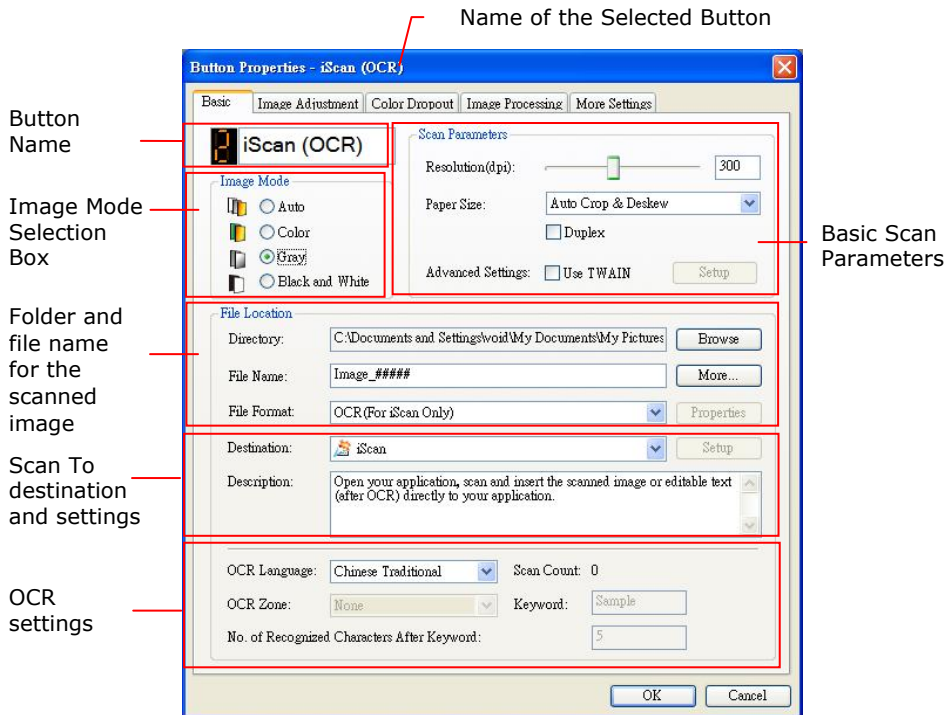 Name of the Selected Button
Button Properties - iScan (OCR)
Basic Image Adjustment Color Dropout Image Processing More Settings
Button
Name
2 iScan (OCR)
Image Mode
Selection
Box
Image Mode
Auto
Color
Gray
Black and White
Scan Parameters
Resolution(dpi): 300
Paper Size: Auto Crop & Deskew
Duplex
Advanced Settings: Use TWAIN Setup
Basic Scan
Parameters
Folder and
file name
for the
scanned
image
File Location
Directory: C:\Documents and Settings\void\My Documents\My Pictures Browse
File Name: Image_##### More...
File Format: OCR(For iScan Only) Properties
Scan To
destination
and settings
Destination: iScan Setup
Description: Open your application, scan and insert the scanned image or editable text
(after OCR) directly to your application.
OCR
settings
OCR Language: Chinese Traditional Scan Count: 0
OCR Zone: None Keyword: Sample
No. of Recognized Characters After Keyword: 5
OK Cancel